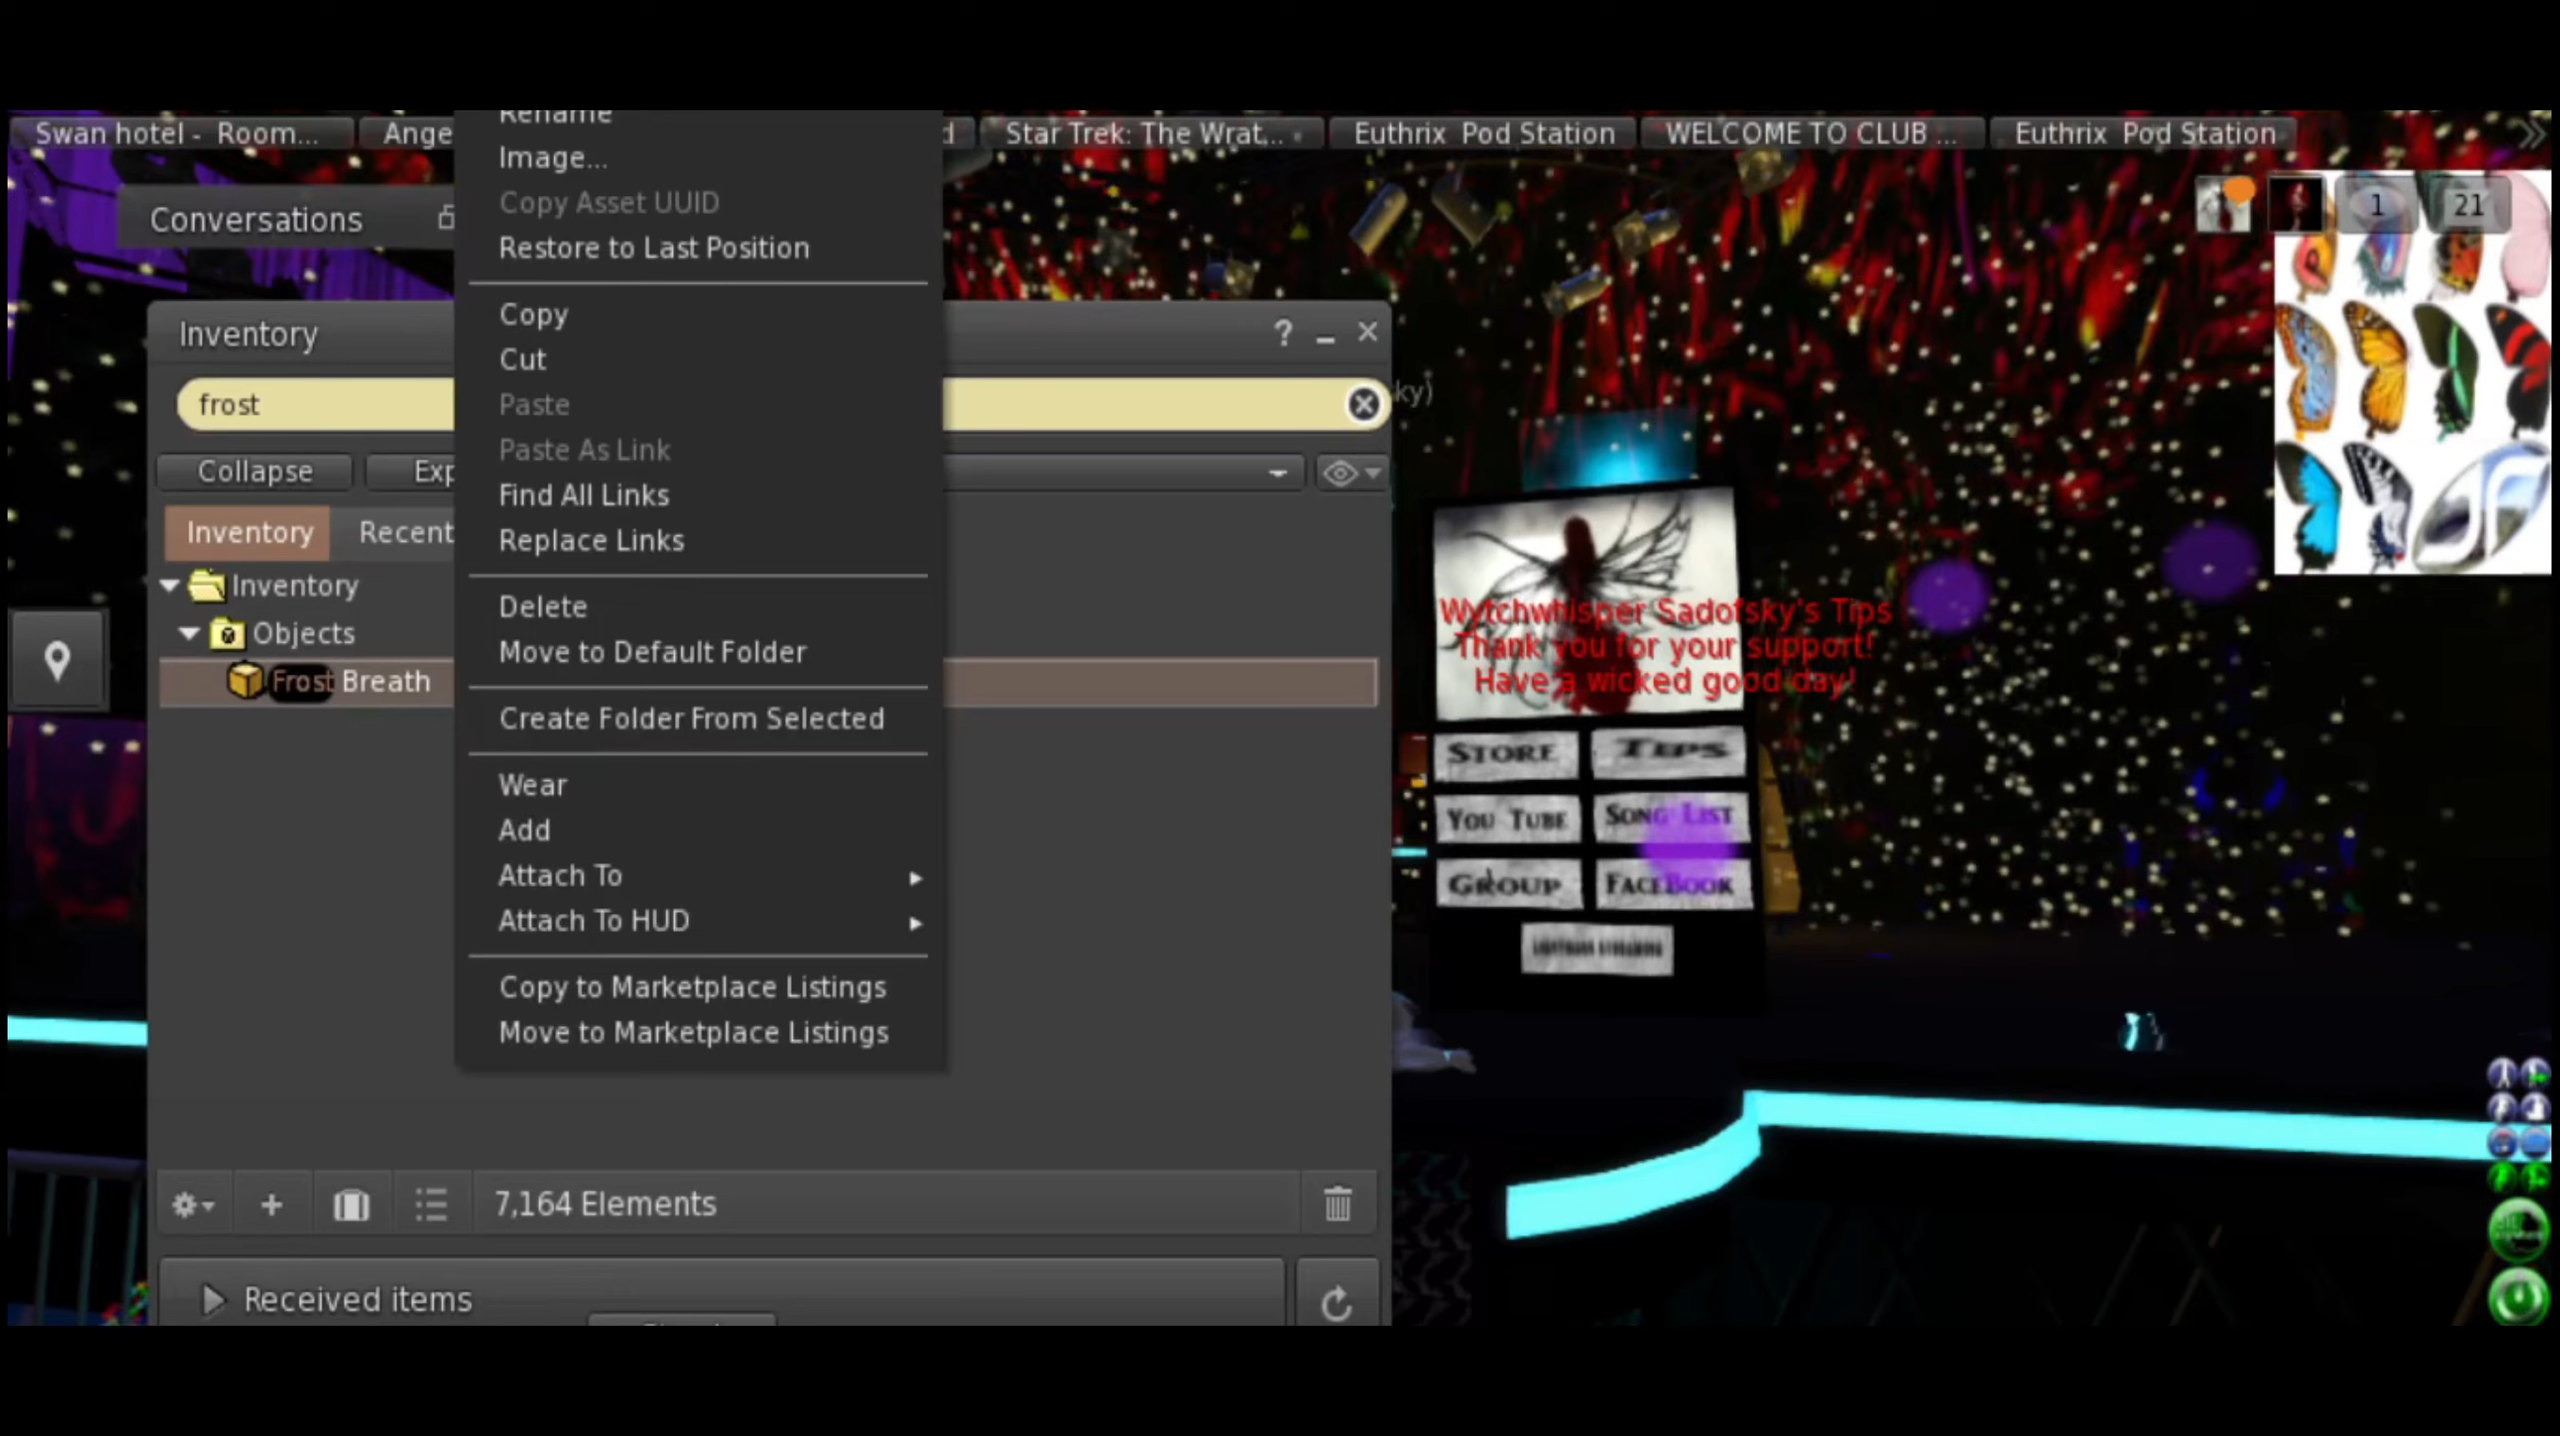 Swan hotel - Room...
Ange
d
Star Trek: The Wrat...
Euthrix Pod Station
WELCOME TO CLUB ...
Euthrix Pod Station
Rename
Image...
Copy Asset UUID
Restore to Last Position
Copy
Cut
Paste
Paste As Link
Find All Links
Replace Links
Delete
Move to Default Folder
Create Folder From Selected
Wear
Add
Attach To
Attach To HUD
Copy to Marketplace Listings
Move to Marketplace Listings
Conversations
1
21
Inventory
?
frost
ky)
Collapse
Exp
Inventory
Recent
Inventory
Objects
Frost Breath
7,164 Elements
Received items
Wytchwhisper Sadofsky's Tips
Thank you for your support!
Have a wicked good day!
STORE
TIPS
YOU TUBE
SONG LIST
GROUP
FACEBOOK